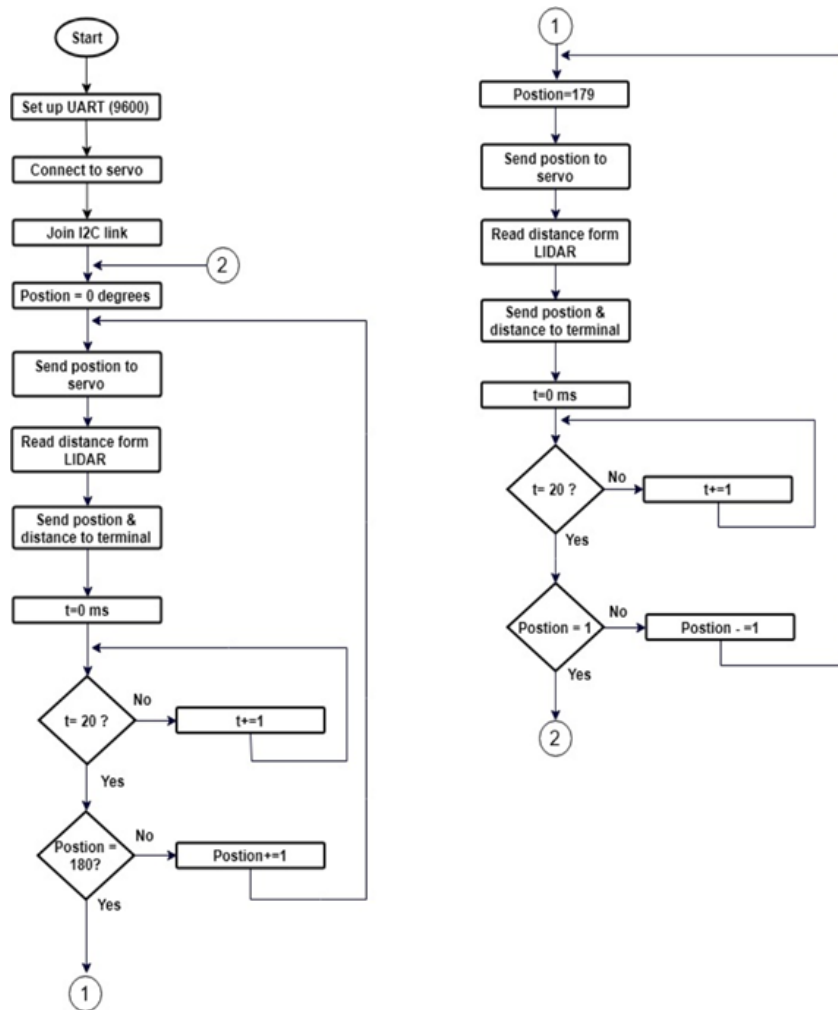 Start
Set up UART (9600)
Connect to servo
Join I2C link
2
Postion = 0 degrees
Send postion to
servo
Read distance form
LIDAR
Send postion &
distance to terminal
t=0 ms
t= 20 ?
No
t+=1
Yes
Postion =
180?
No
Postion+=1
Yes
1
1
Postion=179
Send postion to
servo
Read distance form
LIDAR
Send postion &
distance to terminal
t=0 ms
t= 20 ?
No
t+=1
Yes
Postion = 1
No
Postion - =1
Yes
2